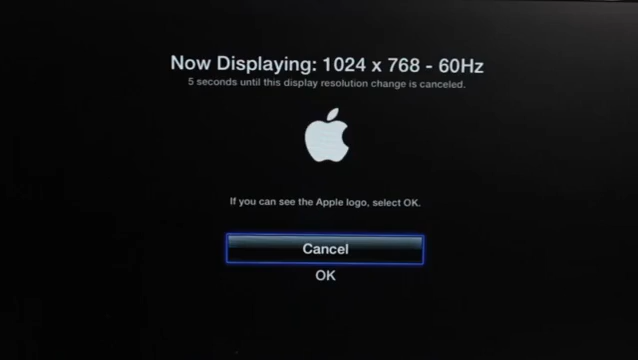 Now Displaying: 1024 x 768 - 60Hz
5 seconds until this display resolution change is canceled.
If you can see the Apple logo, select OK.
Cancel
OK